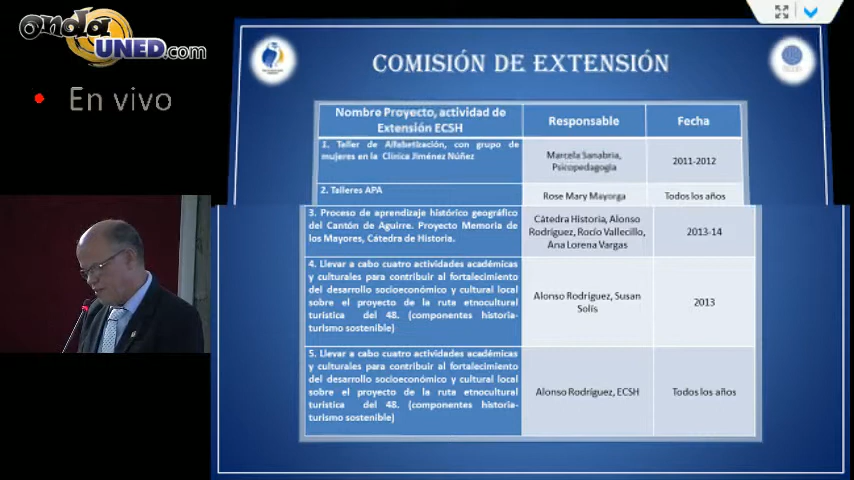 onda
UNED.com
• En vivo
COMISIÓN DE EXTENSIÓN
Nombre Proyecto, actividad de
Extensión ECSH
Responsable
Fecha
1. Taller de Alfabetización, con grupo de
mujeres en la Clínica Jiménez Núñez
Marcela Sanabria,
Psicopedagogía
2011-2012
2. Talleres APA
Rose Mary Mayorga
Todos los años
3. Proceso de aprendizaje histórico geográfico
del Cantón de Aguirre. Proyecto Memoria de
los Mayores, Cátedra de Historia.
Cátedra Historia, Alonso
Rodríguez, Rocío Vallecillo,
Ana Lorena Vargas
2013-14
4. Llevar a cabo cuatro actividades académicas
y culturales para contribuir al fortalecimiento
del desarrollo socioeconómico y cultural local
sobre el proyecto de la ruta etnocultural
turística del 48. (componentes historia-
turismo sostenible)
Alonso Rodríguez, Susan
Solís
2013
5. Llevar a cabo cuatro actividades académicas
y culturales para contribuir al fortalecimiento
del desarrollo socioeconómico y cultural local
sobre el proyecto de la ruta etnocultural
turística del 48. (componentes historia-
turismo sostenible)
Alonso Rodríguez, ECSH
Todos los años